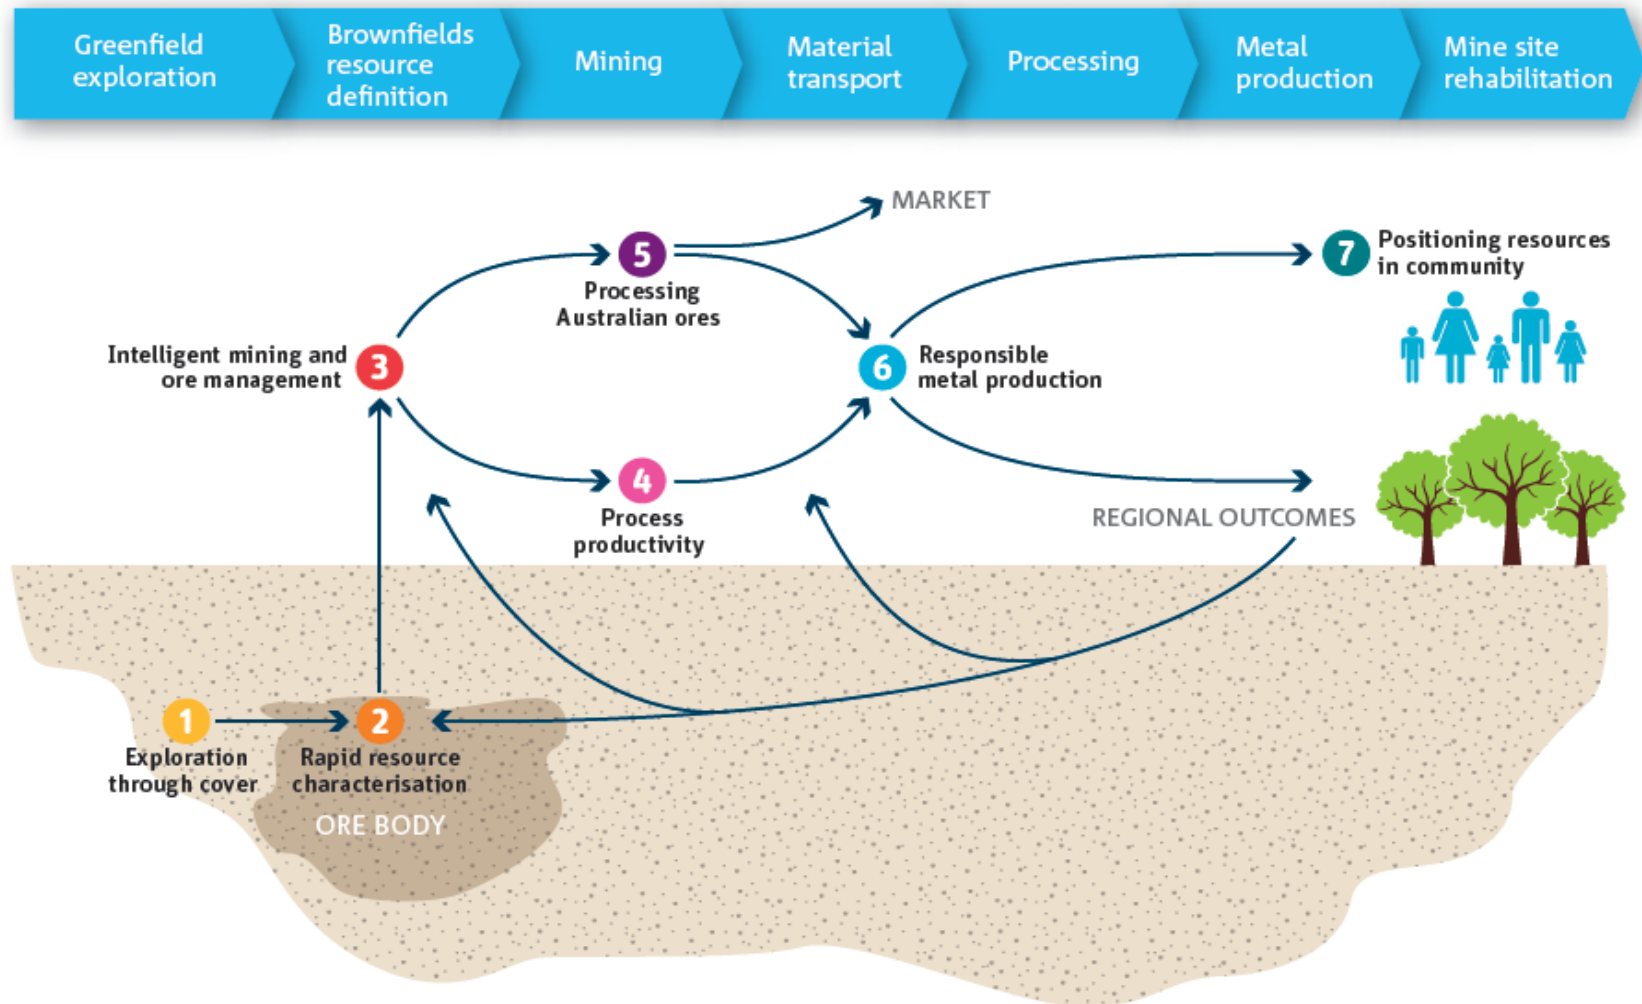 Greenfield
exploration
Brownfields
resource
definition
Mining
Material
transport
Processing
Metal
production
Mine site
rehabilitation
MARKET
5
Processing
Australian ores
7
Positioning resources
in community
Intelligent mining and
ore management
3
6
Responsible
metal production
4
Process
productivity
REGIONAL OUTCOMES
1
Exploration
through cover
2
Rapid resource
characterisation
ORE BODY